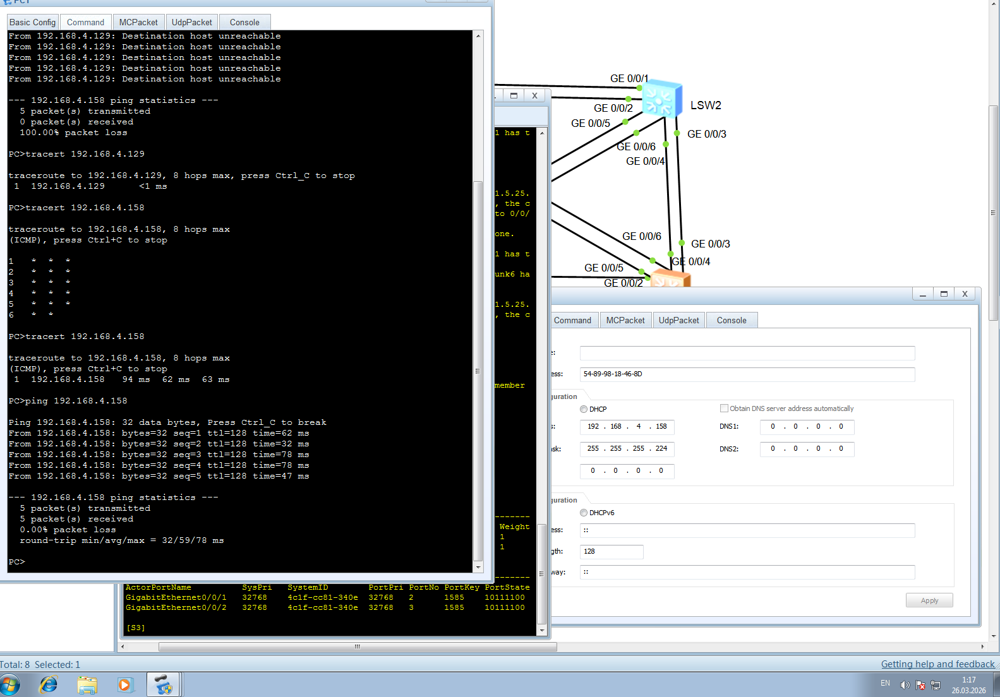 PC1
Basic Config Command MCPacket UdpPacket Console
From 192.168.4.129: Destination host unreachable
From 192.168.4.129: Destination host unreachable
From 192.168.4.129: Destination host unreachable
From 192.168.4.129: Destination host unreachable
From 192.168.4.129: Destination host unreachable
--- 192.168.4.158 ping statistics ---
5 packet(s) transmitted
0 packet(s) received
100.00% packet loss
PC>tracert 192.168.4.129
traceroute to 192.168.4.129, 8 hops max, press Ctrl_C to stop
1 192.168.4.129 <1 ms
PC>tracert 192.168.4.158
traceroute to 192.168.4.158, 8 hops max
(ICMP), press Ctrl+C to stop
1 * * *
2 * * *
3 * * *
4 * * *
5 * * *
6 * *
PC>tracert 192.168.4.158
traceroute to 192.168.4.158, 8 hops max
(ICMP), press Ctrl+C to stop
1 192.168.4.158 94 ms 62 ms 63 ms
PC>ping 192.168.4.158
Ping 192.168.4.158: 32 data bytes, Press Ctrl_C to break
From 192.168.4.158: bytes=32 seq=1 ttl=128 time=62 ms
From 192.168.4.158: bytes=32 seq=2 ttl=128 time=32 ms
From 192.168.4.158: bytes=32 seq=3 ttl=128 time=78 ms
From 192.168.4.158: bytes=32 seq=4 ttl=128 time=78 ms
From 192.168.4.158: bytes=32 seq=5 ttl=128 time=47 ms
--- 192.168.4.158 ping statistics ---
5 packet(s) transmitted
5 packet(s) received
0.00% packet loss
round-trip min/avg/max = 32/59/78 ms
PC>
1 has t
1.5.25.
, the c
to 0/0/
one.
1 has t
unk6 ha
1.5.25.
, the c
member
-------
Weight
1
1
-------
ActorPortName SysPri SystemID PortPri PortNo PortKey PortState
GigabitEthernet0/0/1 32768 4c1f-cc81-340e 32768 2 1585 10111100
GigabitEthernet0/0/2 32768 4c1f-cc81-340e 32768 3 1585 10111100
[S3]
GE 0/0/1
LSW2
GE 0/0/2
GE 0/0/5
GE 0/0/3
GE 0/0/6
GE 0/0/4
GE 0/0/6
GE 0/0/3
GE 0/0/4
GE 0/0/5
GE 0/0/2
Command MCPacket UdpPacket Console
e:
ess: 54-89-98-18-46-8D
guration
DHCP Obtain DNS server address automatically
s: 192 . 168 . 4 . 158 DNS1: 0 . 0 . 0 . 0
ask: 255 . 255 . 255 . 224 DNS2: 0 . 0 . 0 . 0
0 . 0 . 0 . 0
guration
DHCPv6
ess: ::
gth: 128
way: ::
Apply
Total: 8 Selected: 1
Getting help and feedback
EN
1:17
26.03.2026